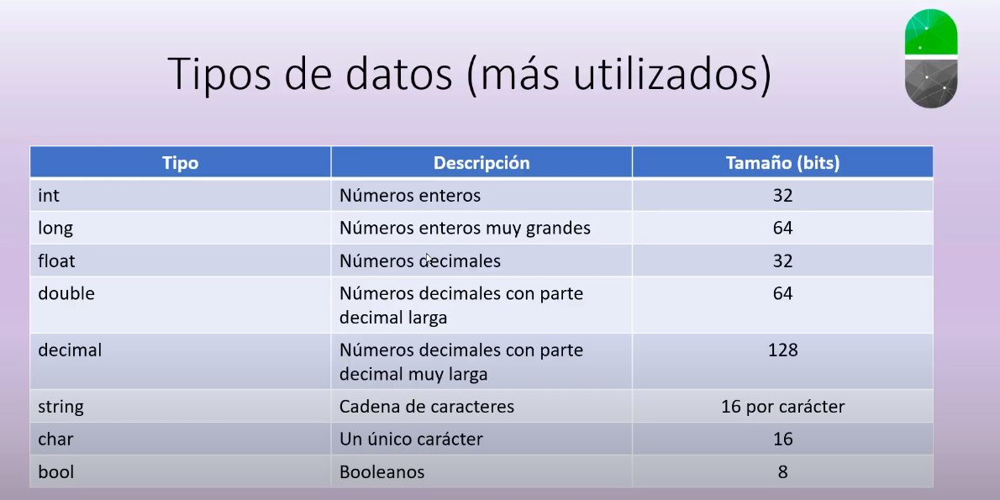 Tipos de datos (más utilizados)
Tipo Descripción Tamaño (bits)
int Números enteros 32
long Números enteros muy grandes 64
float Números decimales 32
double Números decimales con parte 64
decimal larga
decimal Números decimales con parte 128
decimal muy larga
string Cadena de caracteres 16 por carácter
char Un único carácter 16
bool Booleanos 8